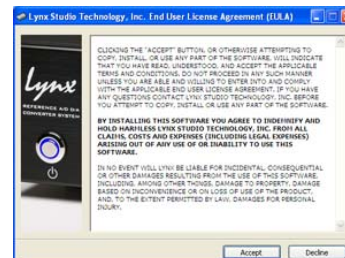 Lynx Studio Technology, Inc. End User License Agreement (EULA)
Lynx
REFERENCE A/D D/A
CONVERTER SYSTEM
CLICKING THE "ACCEPT" BUTTON, OR OTHERWISE ATTEMPTING TO
COPY, INSTALL, OR USE ANY PART OF THE SOFTWARE, WILL INDICATE
THAT YOU HAVE READ, UNDERSTOOD, AND ACCEPT THE APPLICABLE
TERMS AND CONDITIONS. DO NOT PROCEED IN ANY SUCH MANNER
UNLESS YOU ARE ABLE AND WILLING TO ENTER INTO AND COMPLY
WITH THE APPLICABLE END USER LICENSE AGREEMENT. IF YOU HAVE
ANY QUESTIONS CONTACT LYNX STUDIO TECHNOLOGY, INC. BEFORE
YOU ATTEMPT TO COPY, INSTALL OR USE ANY PART OF THE SOFTWARE.
BY INSTALLING THIS SOFTWARE YOU AGREE TO INDEMNIFY AND
HOLD HARMLESS LYNX STUDIO TECHNOLOGY, INC. FROM ALL
CLAIMS, COSTS AND EXPENSES (INCLUDING LEGAL EXPENSES)
ARISING OUT OF ANY USE OF OR INABILITY TO USE THIS
SOFTWARE.
IN NO EVENT WILL LYNX BE LIABLE FOR INCIDENTAL, CONSEQUENTIAL
OR OTHER DAMAGES RESULTING FROM THE USE OF THIS SOFTWARE,
INCLUDING, AMONG OTHER THINGS, DAMAGE TO PROPERTY, DAMAGE
BASED ON INCONVENIENCE OR ON LOSS OF USE OF THE PRODUCT,
AND, TO THE EXTENT PERMITTED BY LAW, DAMAGES FOR PERSONAL
INJURY.
Accept Decline